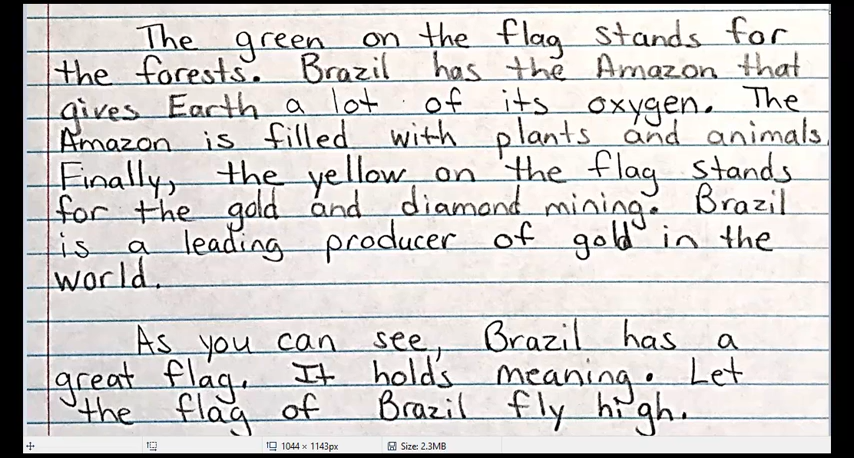 The green on the flag stands for
the forests. Brazil has the Amazon that
gives Earth a lot of its oxygen. The
Amazon is filled with plants and animals.
Finally, the yellow on the flag stands
for the gold and diamond mining. Brazil
is a leading producer of gold in the
world.
As you can see, Brazil has a
great flag. It holds meaning. Let
the flag of Brazil fly high.
1044 × 1143px Size: 2.3MB